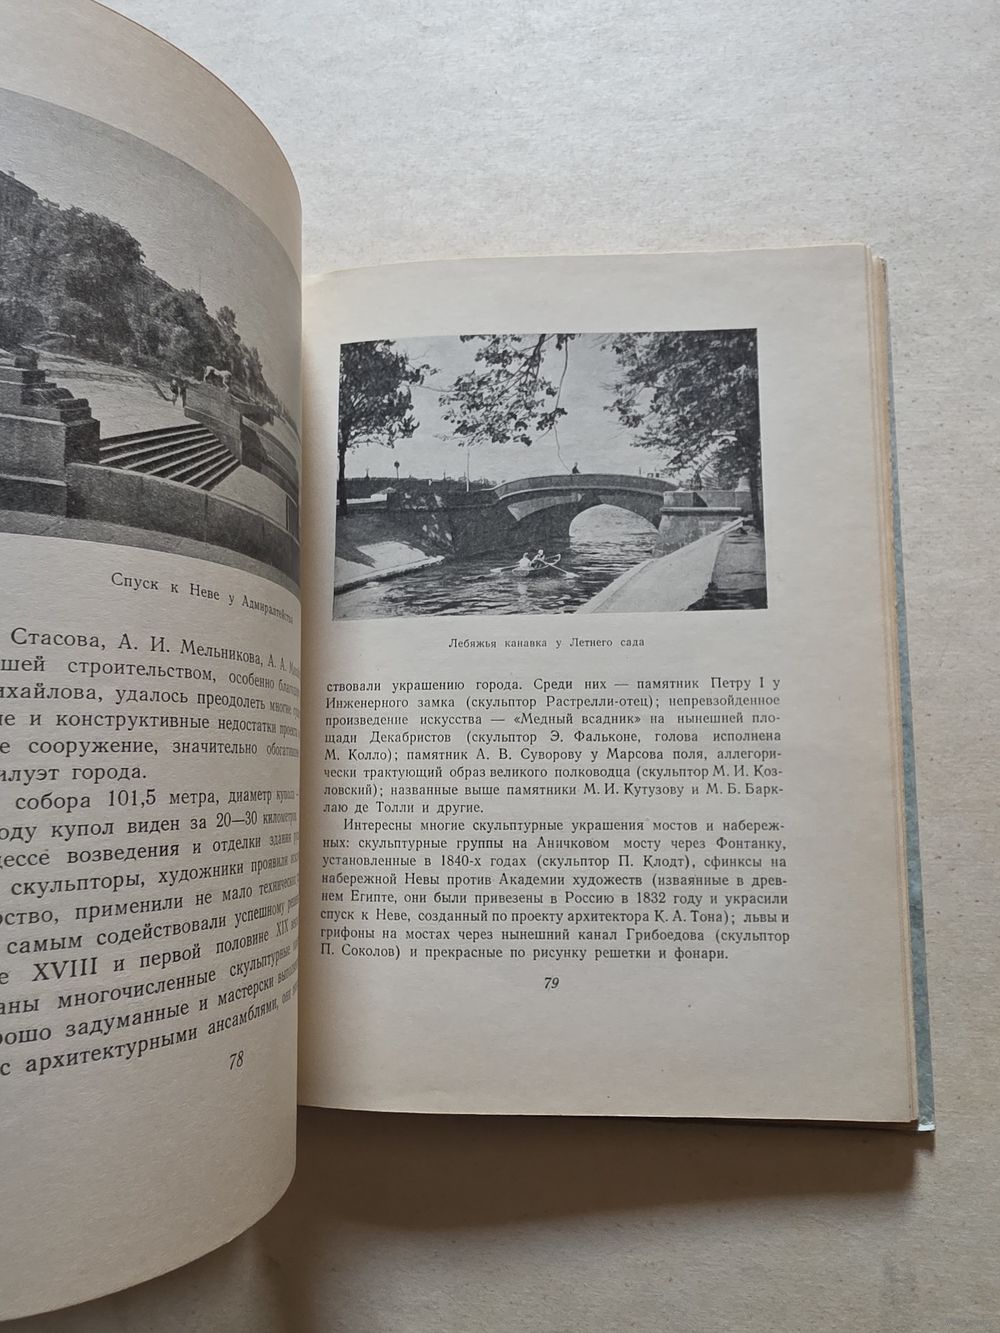 Спуск к Неве у Адмиралтейства
Стасова, А. И. Мельникова, А. А.
шей строительством, особенно
ихайлова, удалось преодолеть многие
ие и конструктивные недостатки проекта
е сооружение, значительно
илуэт города.
собора 101,5 метра, диаметр купола —
оду купол виден за 20—30 километров.
цессе возведения и отделки здания
скульпторы, художники проявили
рство, применили не мало технических
самым содействовали успешному
е XVIII и первой половине XIX
аны многочисленные скульптурные
рошо задуманные и мастерски
с архитектурными ансамблями, они
78
Лебяжья канавка у Летнего сада
ствовали украшению города. Среди них — памятник Петру I у
Инженерного замка (скульптор Растрелли-отец); непревзойденное
произведение искусства — «Медный всадник» на нынешней пло-
щади Декабристов (скульптор Э. Фальконе, голова исполнена
М. Колло); памятник А. В. Суворову у Марсова поля, аллегори-
чески трактующий образ великого полководца (скульптор М. И. Коз-
ловский); названные выше памятники М. И. Кутузову и М. Б. Барк-
лаю де Толли и другие.
Интересны многие скульптурные украшения мостов и набереж-
ных: скульптурные группы на Аничковом мосту через Фонтанку,
установленные в 1840-х годах (скульптор П. Клодт), сфинксы на
набережной Невы против Академии художеств (изваянные в древ-
нем Египте, они были привезены в Россию в 1832 году и украсили
спуск к Неве, созданный по проекту архитектора К. А. Тона); львы и
грифоны на мостах через нынешний канал Грибоедова (скульптор
П. Соколов) и прекрасные по рисунку решетки и фонари.
79